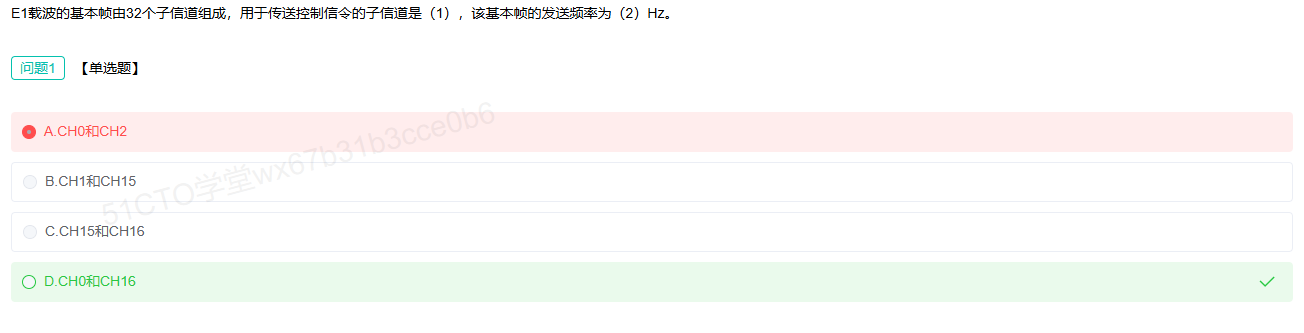 E1载波的基本帧由32个子信道组成，用于传送控制信令的子信道是（1），该基本帧的发送频率为（2）Hz。
问题1 【单选题】
A.CH0和CH2
B.CH1和CH15
C.CH15和CH16
D.CH0和CH16
51CTO学堂wx67b31b3cce0b6